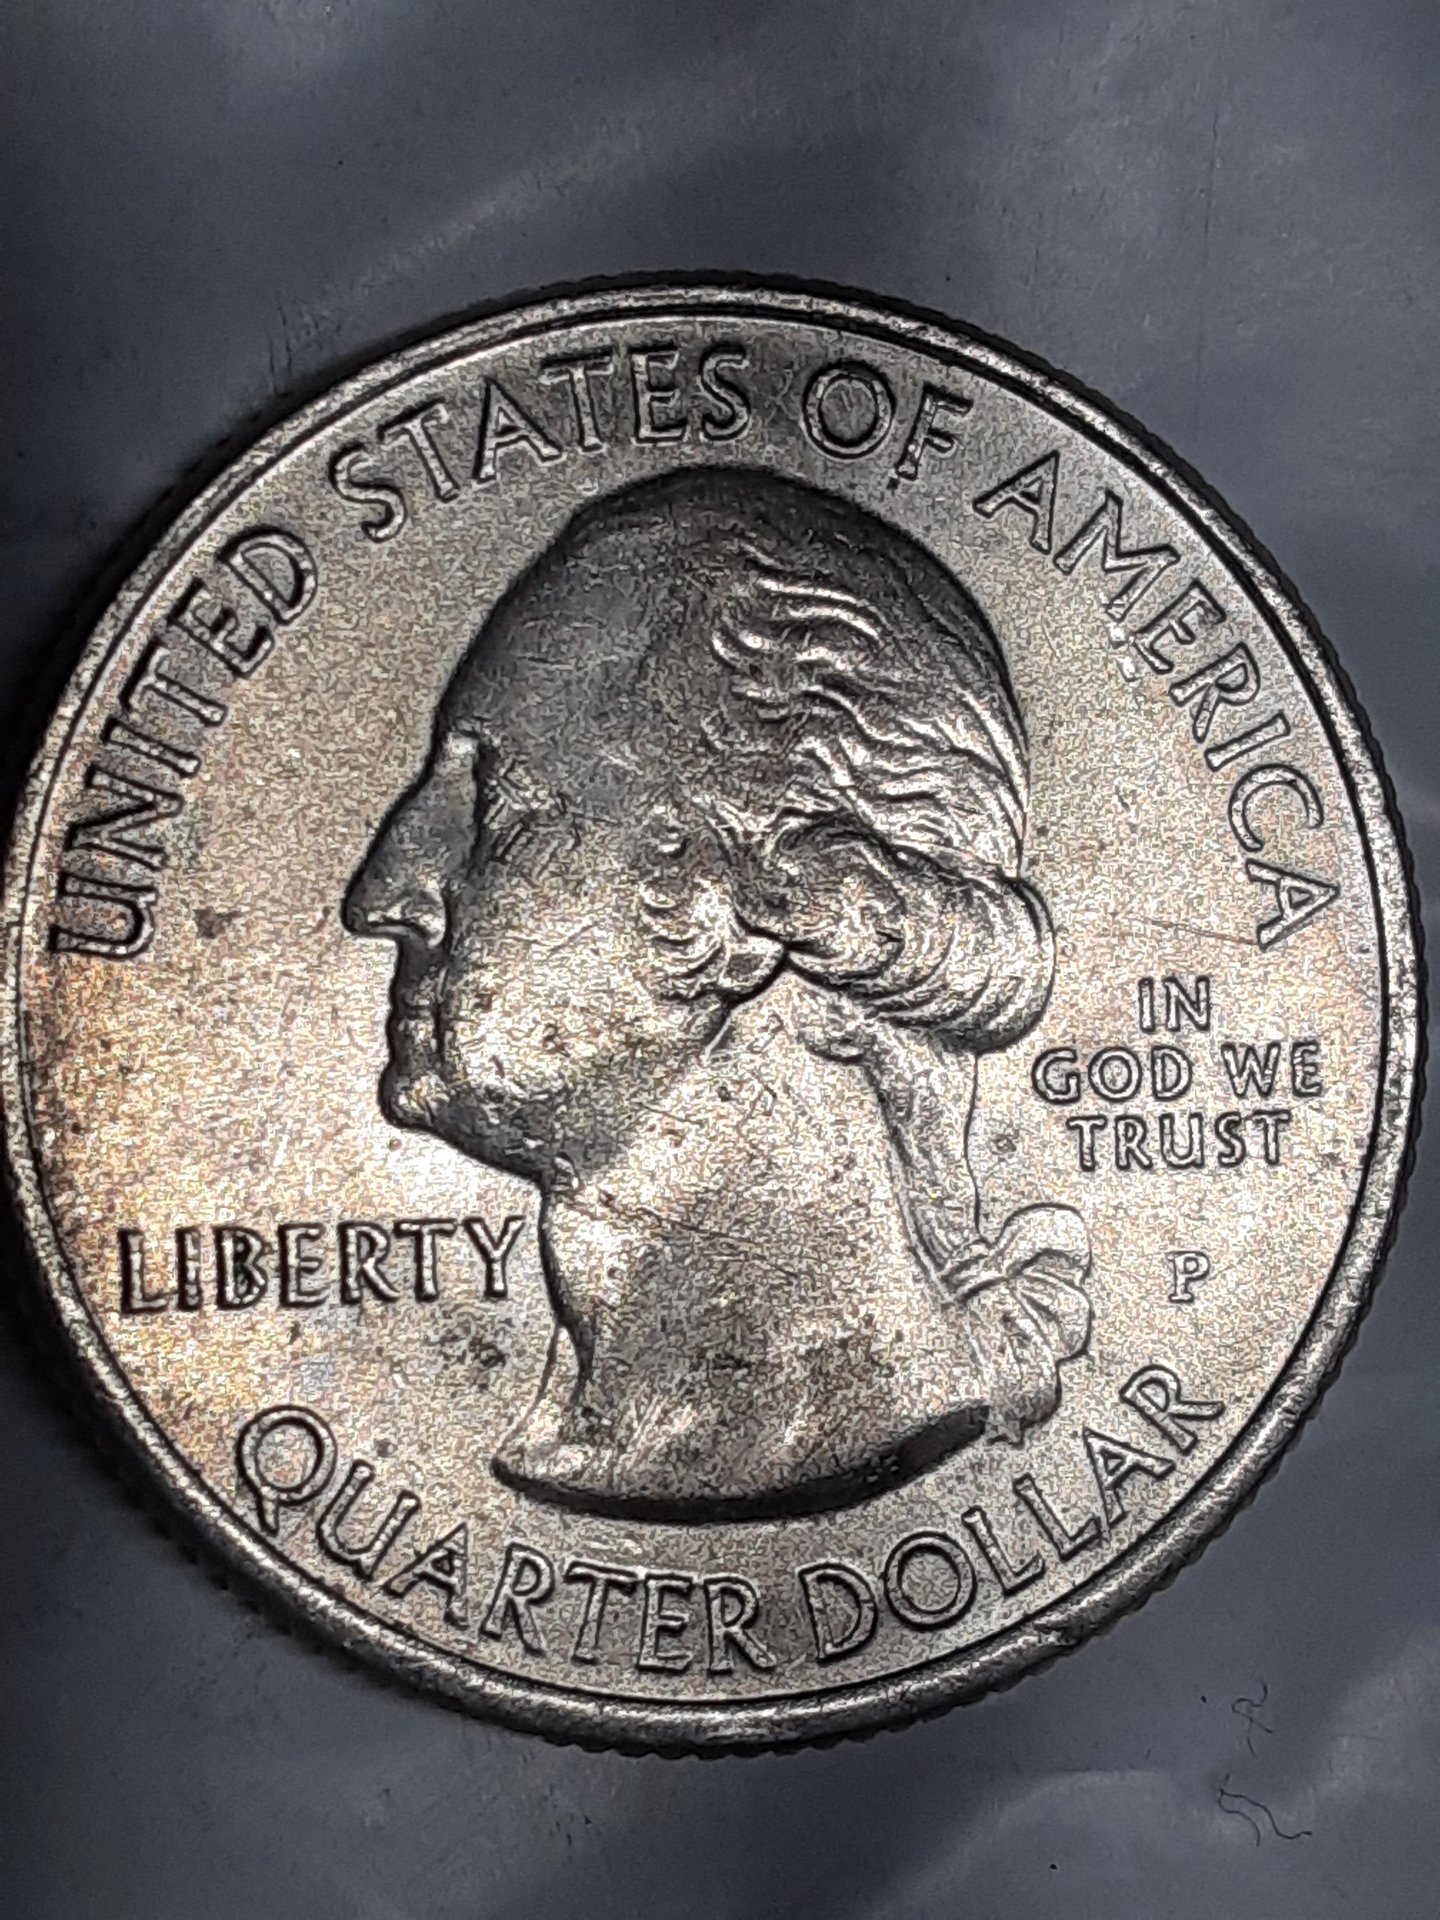 UNITED STATES OF AMERICA
IN
GOD WE
TRUST
LIBERTY
P
QUARTER DOLLAR